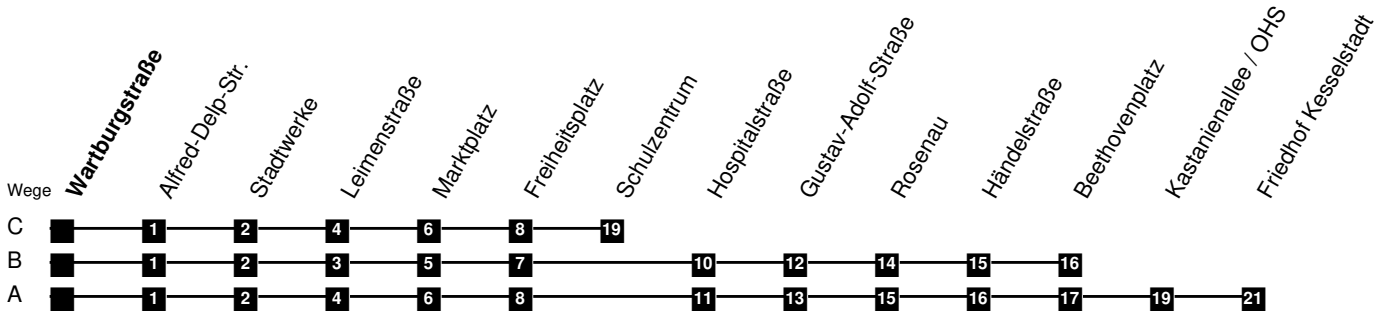 Wartburgstraße
Alfred-Delp-Str.
Stadtwerke
Leimenstraße
Marktplatz
Freiheitsplatz
Schulzentrum
Hospitalstraße
Gustav-Adolf-Straße
Rosenau
Händelstraße
Beethovenplatz
Kastanienallee / OHS
Friedhof Kesselstadt
Wege
C 1 2 4 6 8 19
B 1 2 3 5 7 10 12 14 15 16
A 1 2 4 6 8 11 13 15 16 17 19 21